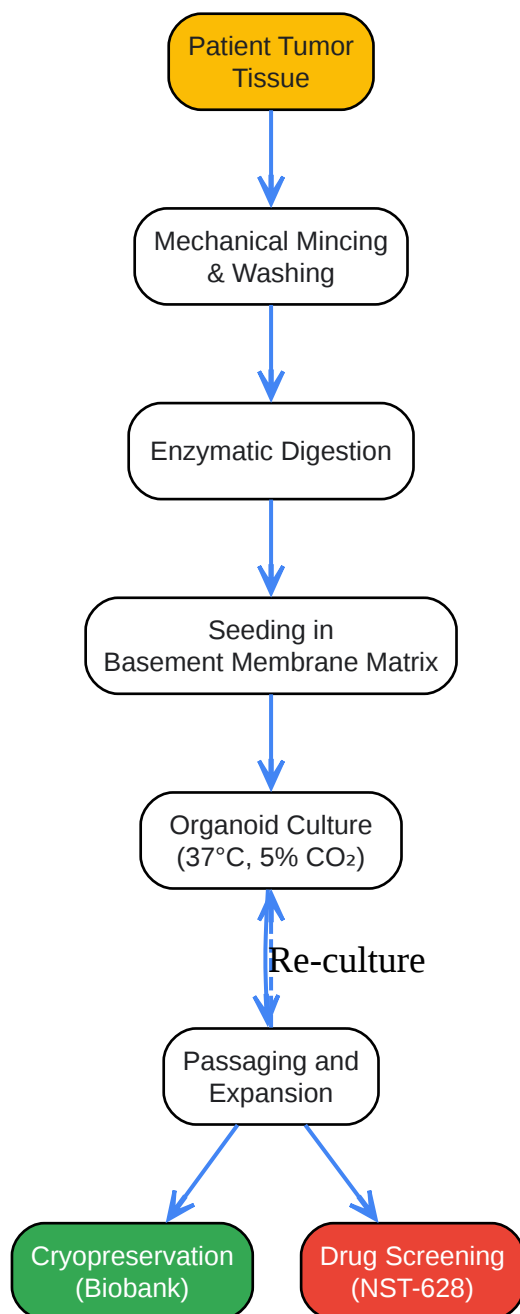 Patient Tumor
Tissue
Mechanical Mincing
& Washing
Enzymatic Digestion
Seeding in
Basement Membrane Matrix
Organoid Culture
(37°C, 5% CO₂)
Re-culture
Passaging and
Expansion
Cryopreservation
(Biobank)
Drug Screening
(NST-628)